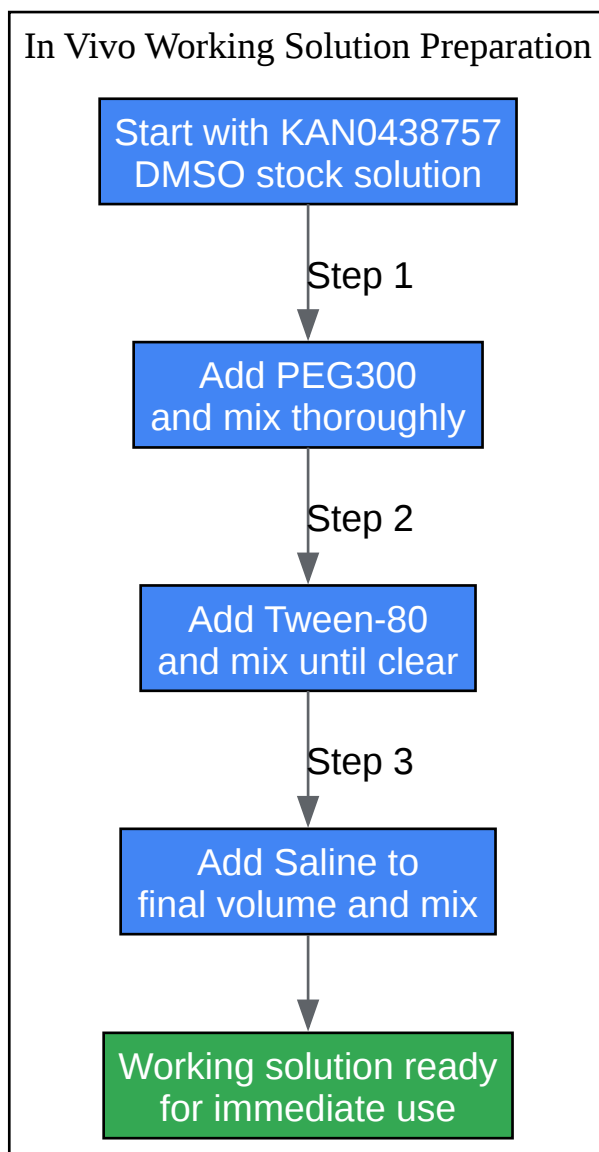 In Vivo Working Solution Preparation
Start with KAN0438757
DMSO stock solution
Step 1
Add PEG300
and mix thoroughly
Step 2
Add Tween-80
and mix until clear
Step 3
Add Saline to
final volume and mix
Working solution ready
for immediate use